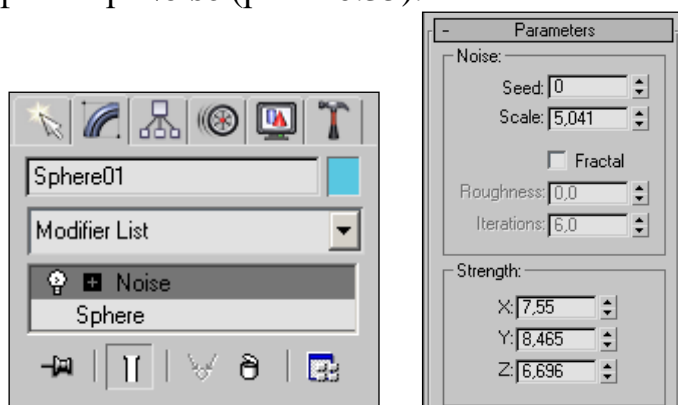 Noise
Sphere01
Modifier List
Noise
Sphere
Parameters
Noise:
Seed: 0
Scale: 5,041
Fractal
Roughness: 0,0
Iterations: 6,0
Strength:
X: 7,55
Y: 8,465
Z: 6,696